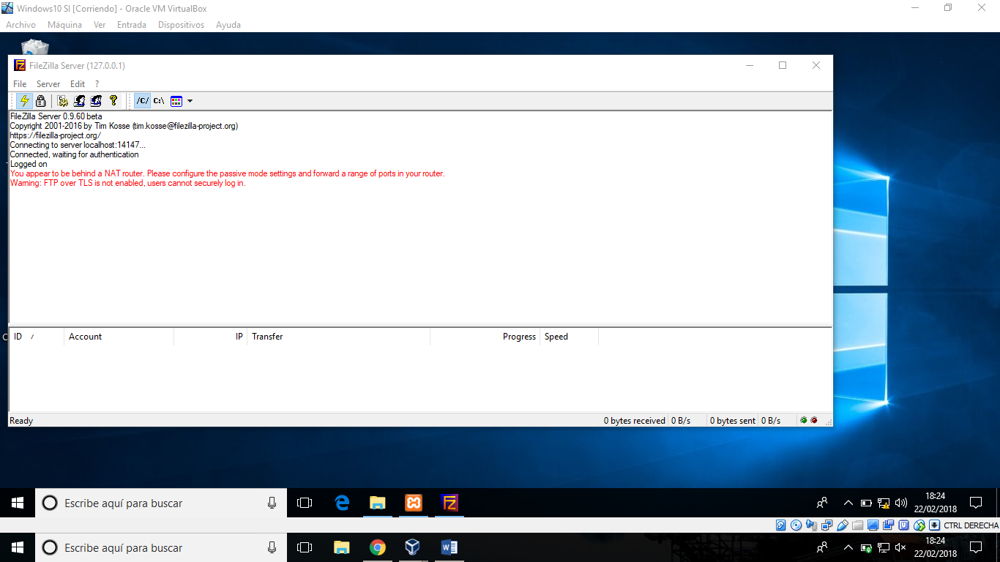 Windows10 SI [Corriendo] - Oracle VM VirtualBox
Archivo Máquina Ver Entrada Dispositivos Ayuda
FileZilla Server (127.0.0.1)
File Server Edit ?
/C/ C:\
FileZilla Server 0.9.60 beta
Copyright 2001-2016 by Tim Kosse (tim.kosse@filezilla-project.org)
https://filezilla-project.org/
Connecting to server localhost:14147...
Connected, waiting for authentication
Logged on
You appear to be behind a NAT router. Please configure the passive mode settings and forward a range of ports in your router.
Warning: FTP over TLS is not enabled, users cannot securely log in.
ID / Account IP Transfer Progress Speed
Ready 0 bytes received 0 B/s 0 bytes sent 0 B/s
Escribe aquí para buscar
18:24
22/02/2018
CTRL DERECHA
Escribe aquí para buscar
18:24
22/02/2018